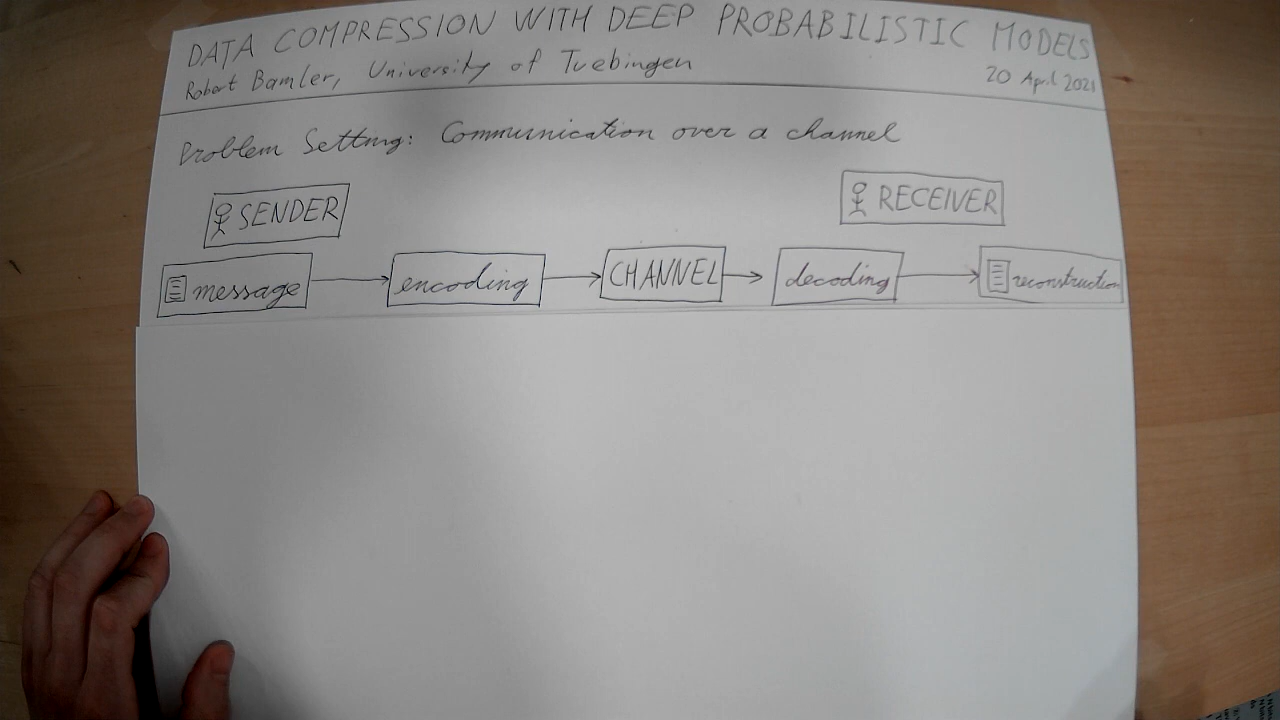 DATA COMPRESSION WITH DEEP PROBABILISTIC MODELS
Robert Bamler, University of Tuebingen 20 April 2021
Problem Setting: Communication over a channel
SENDER RECEIVER
message encoding CHANNEL decoding reconstruction